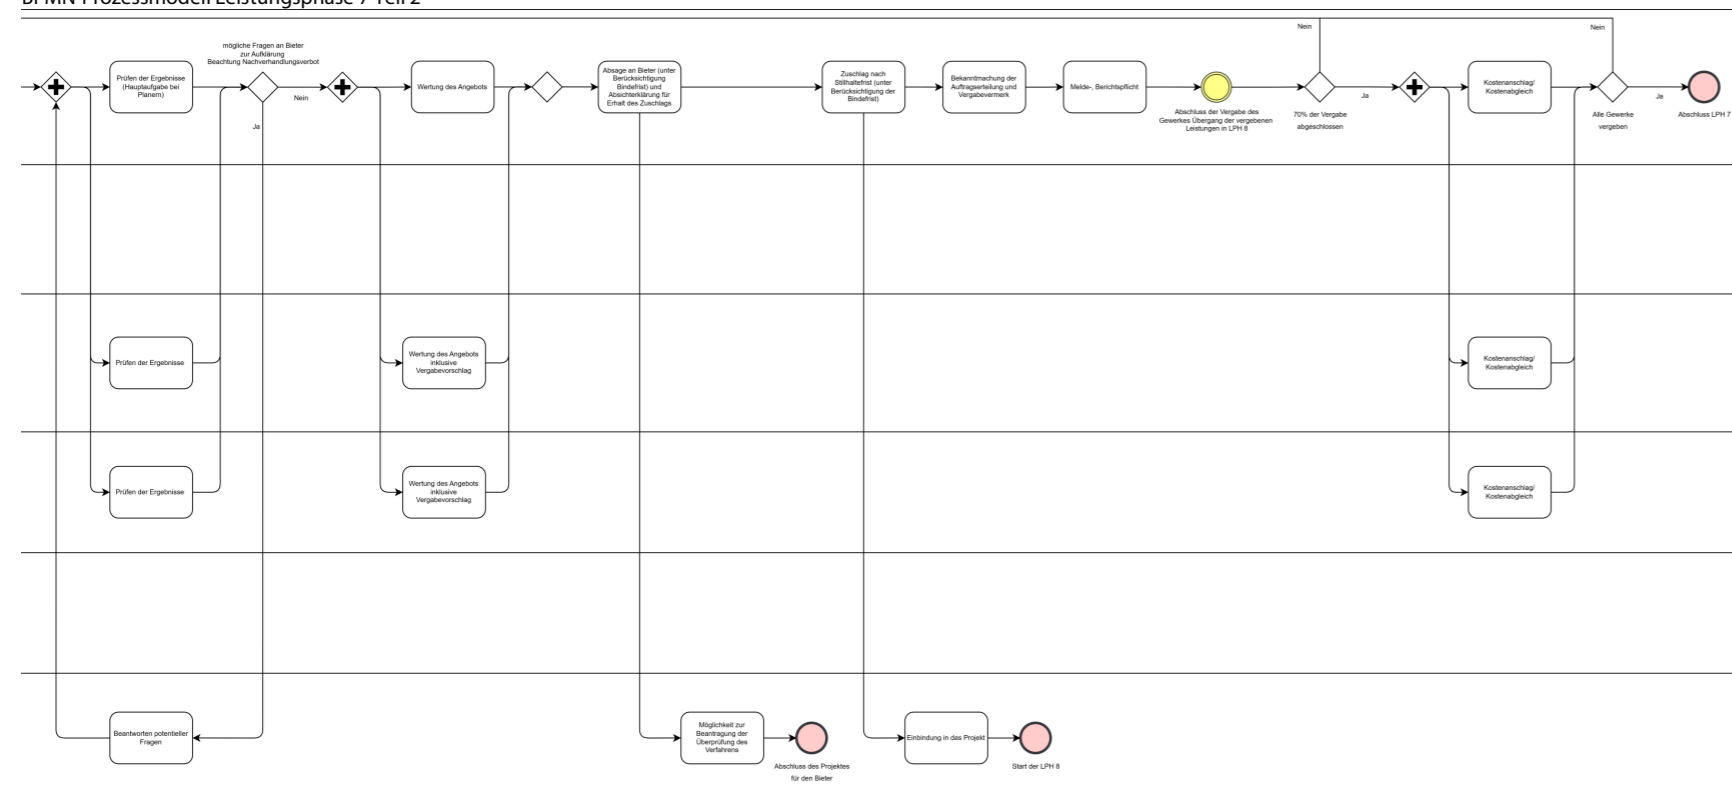 BPMN-Prozessmodell Leistungsphase 7 Teil 2
mögliche Fragen an Bieter
zur Aufklärung
Beachtung Nachverhandlungsverbot
Prüfen der Ergebnisse
(Hauptaufgabe bei
Planern)
Nein
Ja
Wertung des Angebots
Absage an Bieter (unter
Berücksichtigung
Bindefrist) und
Absichterklärung für
Erhalt des Zuschlags
Zuschlag nach
Stillhaltefrist (unter
Berücksichtigung der
Bindefrist)
Bekanntmachung der
Auftragserteilung und
Vergabevermerk
Melde-, Berichtspflicht
Abschluss der Vergabe des
Gewerkes Übergang der vergebenen
Leistungen in LPH 8
Nein
70% der Vergabe
abgeschlossen
Ja
Kostenanschlag/
Kostenabgleich
Nein
Alle Gewerke
vergeben
Ja
Abschluss LPH 7
Prüfen der Ergebnisse
Wertung des Angebots
inklusive
Vergabevorschlag
Kostenanschlag/
Kostenabgleich
Prüfen der Ergebnisse
Wertung des Angebots
inklusive
Vergabevorschlag
Kostenanschlag/
Kostenabgleich
Beantworten potentieller
Fragen
Möglichkeit zur
Beantragung der
Überprüfung des
Verfahrens
Abschluss des Projektes
für den Bieter
Einbindung in das Projekt
Start der LPH 8